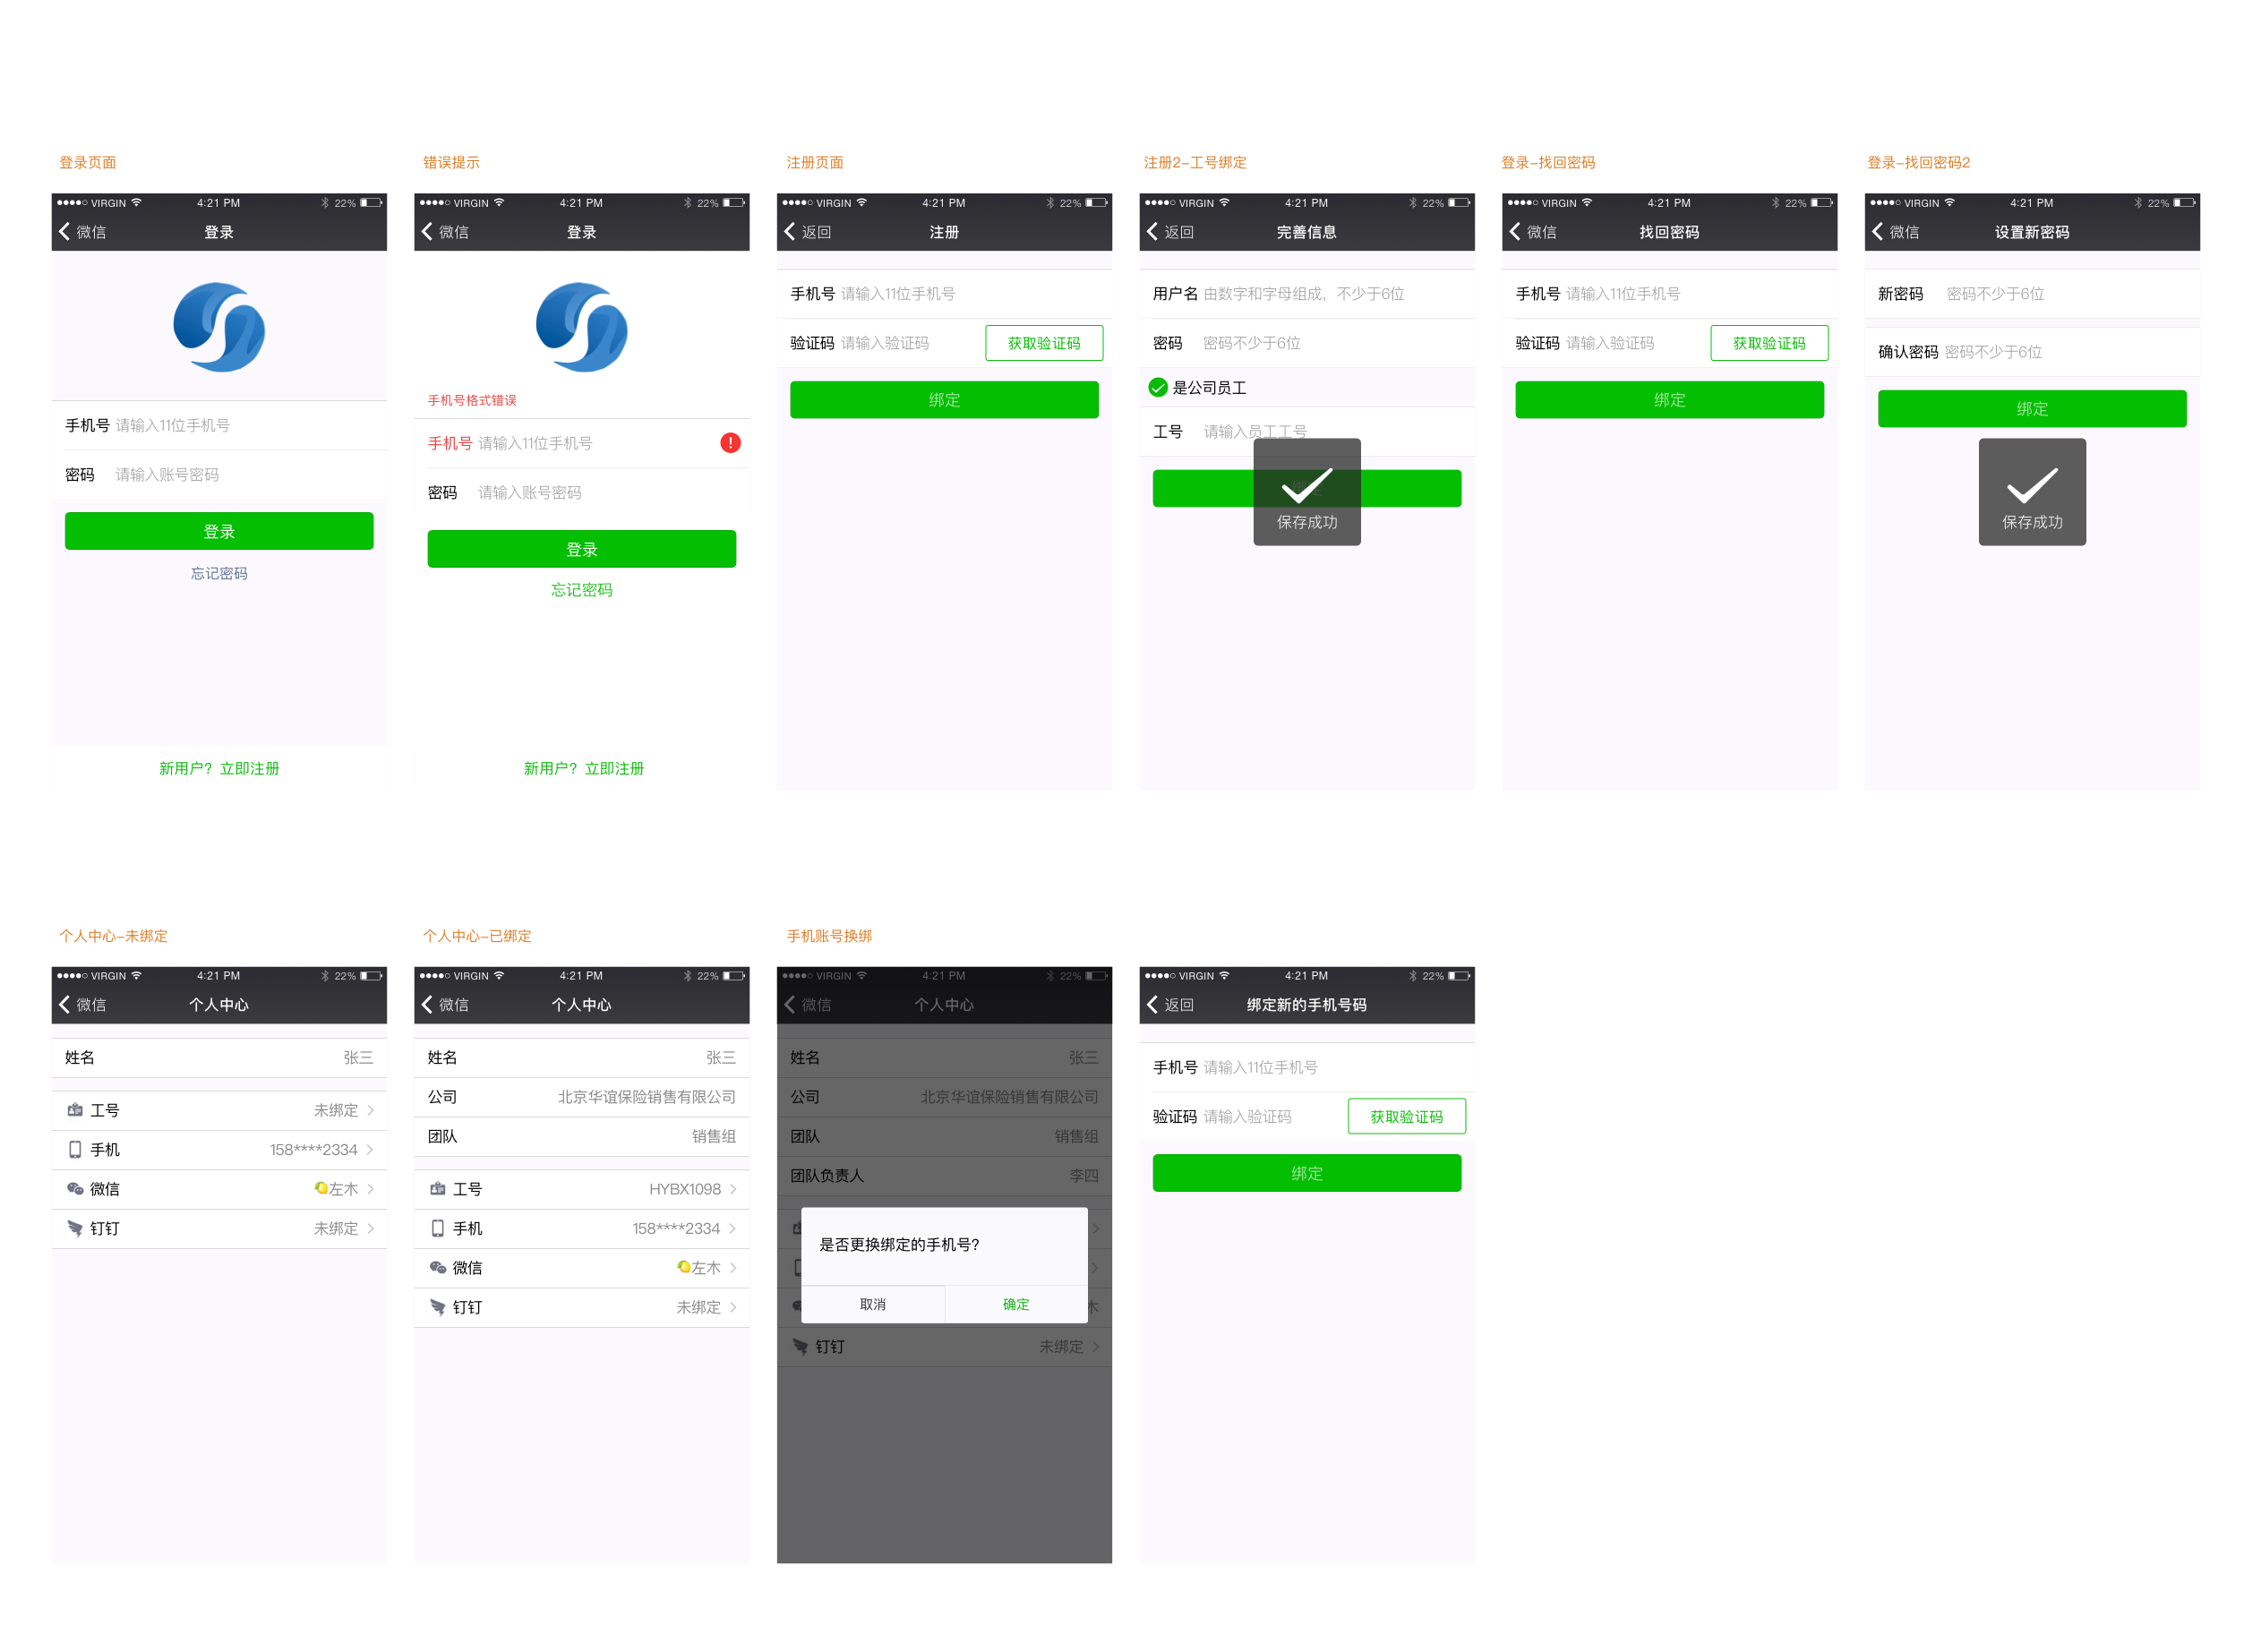 登录页面
VIRGIN 4:21 PM 22%
微信 登录
手机号 请输入11位手机号
密码 请输入账号密码
登录
忘记密码
新用户？立即注册
错误提示
VIRGIN 4:21 PM 22%
微信 登录
手机号格式错误
手机号 请输入11位手机号
密码 请输入账号密码
登录
忘记密码
新用户？立即注册
注册页面
VIRGIN 4:21 PM 22%
返回 注册
手机号 请输入11位手机号
验证码 请输入验证码 获取验证码
绑定
注册2-工号绑定
VIRGIN 4:21 PM 22%
返回 完善信息
用户名 由数字和字母组成，不少于6位
密码 密码不少于6位
是公司员工
工号 请输入员工工号
绑定
保存成功
登录-找回密码
VIRGIN 4:21 PM 22%
微信 找回密码
手机号 请输入11位手机号
验证码 请输入验证码 获取验证码
绑定
登录-找回密码2
VIRGIN 4:21 PM 22%
微信 设置新密码
新密码 密码不少于6位
确认密码 密码不少于6位
绑定
保存成功
个人中心-未绑定
VIRGIN 4:21 PM 22%
微信 个人中心
姓名 张三
工号 未绑定
手机 158****2334
微信 左木
钉钉 未绑定
个人中心-已绑定
VIRGIN 4:21 PM 22%
微信 个人中心
姓名 张三
公司 北京华谊保险销售有限公司
团队 销售组
工号 HYBX1098
手机 158****2334
微信 左木
钉钉 未绑定
手机账号换绑
VIRGIN 4:21 PM 22%
微信 个人中心
姓名 张三
公司 北京华谊保险销售有限公司
团队 销售组
团队负责人 李四
是否更换绑定的手机号？
取消 确定
木
钉钉 未绑定
VIRGIN 4:21 PM 22%
返回 绑定新的手机号码
手机号 请输入11位手机号
验证码 请输入验证码 获取验证码
绑定